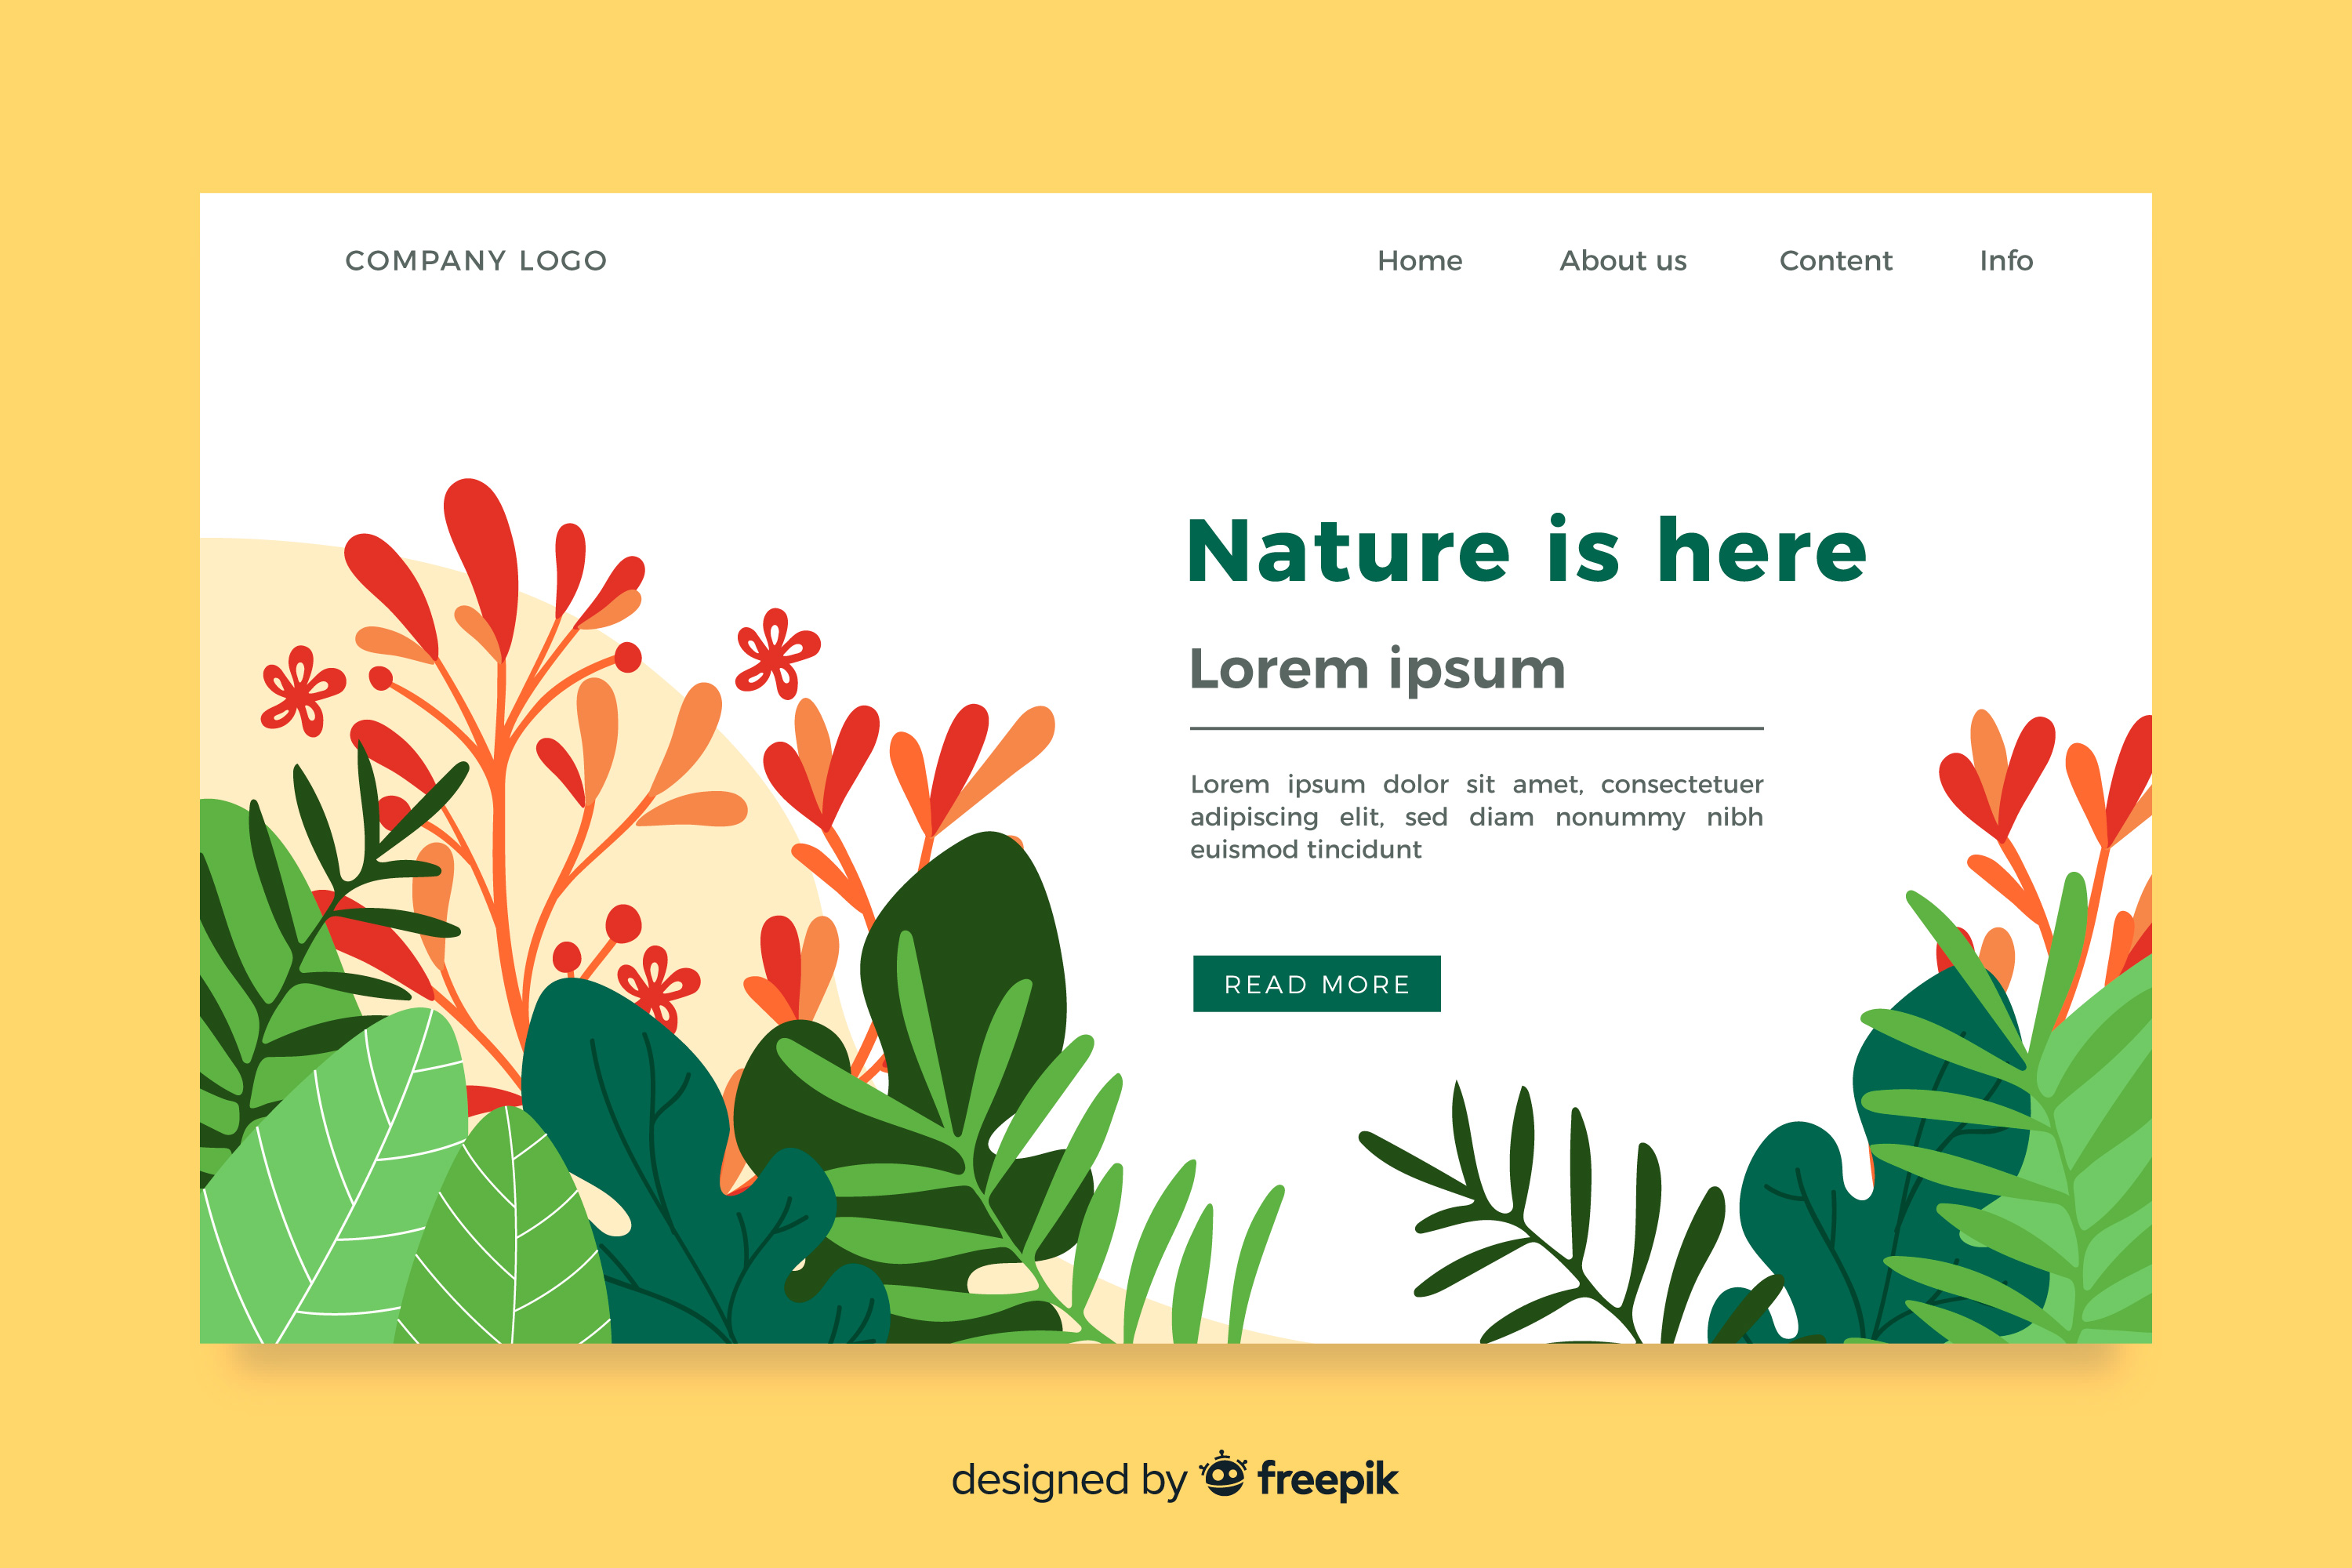 COMPANY LOGO Home About us Content Info
Nature is here
Lorem ipsum
Lorem ipsum dolor sit amet, consectetuer
adipiscing elit, sed diam nonummy nibh
euismod tincidunt
READ MORE
designed by freepik